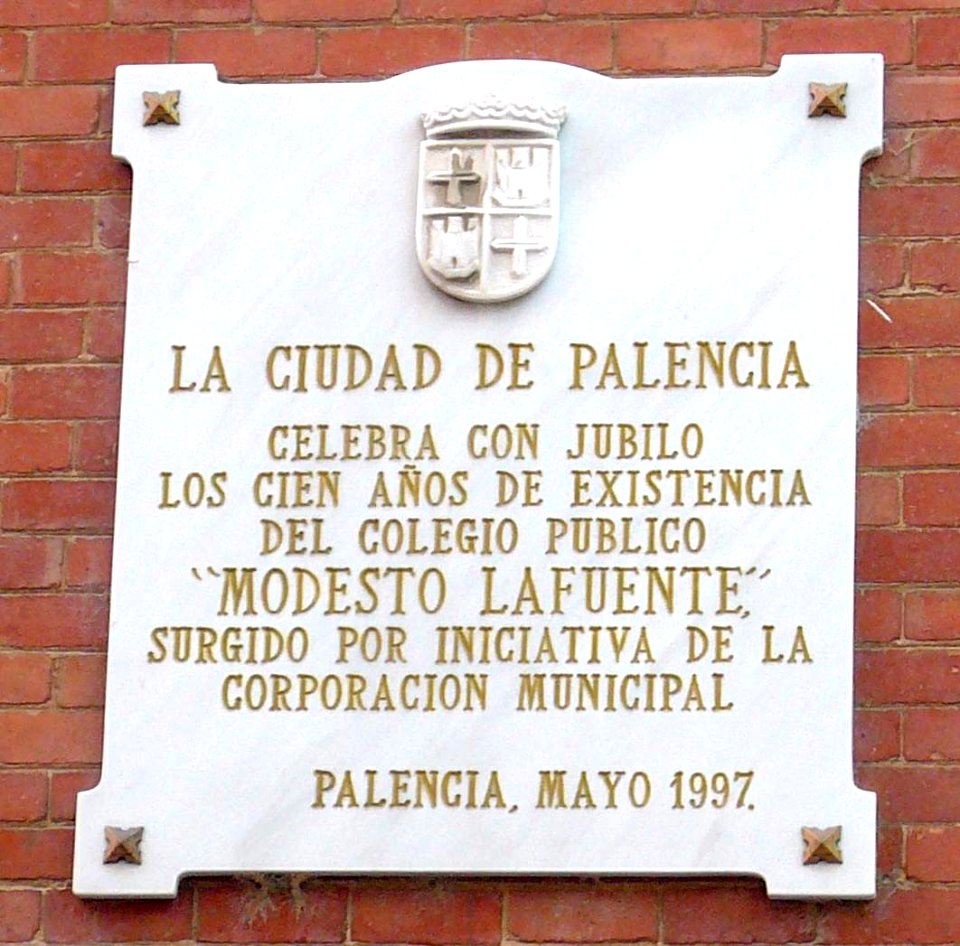 LA CIUDAD DE PALENCIA
CELEBRA CON JUBILO
LOS CIEN AÑOS DE EXISTENCIA
DEL COLEGIO PUBLICO
"MODESTO LAFUENTE",
SURGIDO POR INICIATIVA DE LA
CORPORACION MUNICIPAL
PALENCIA, MAYO 1997.